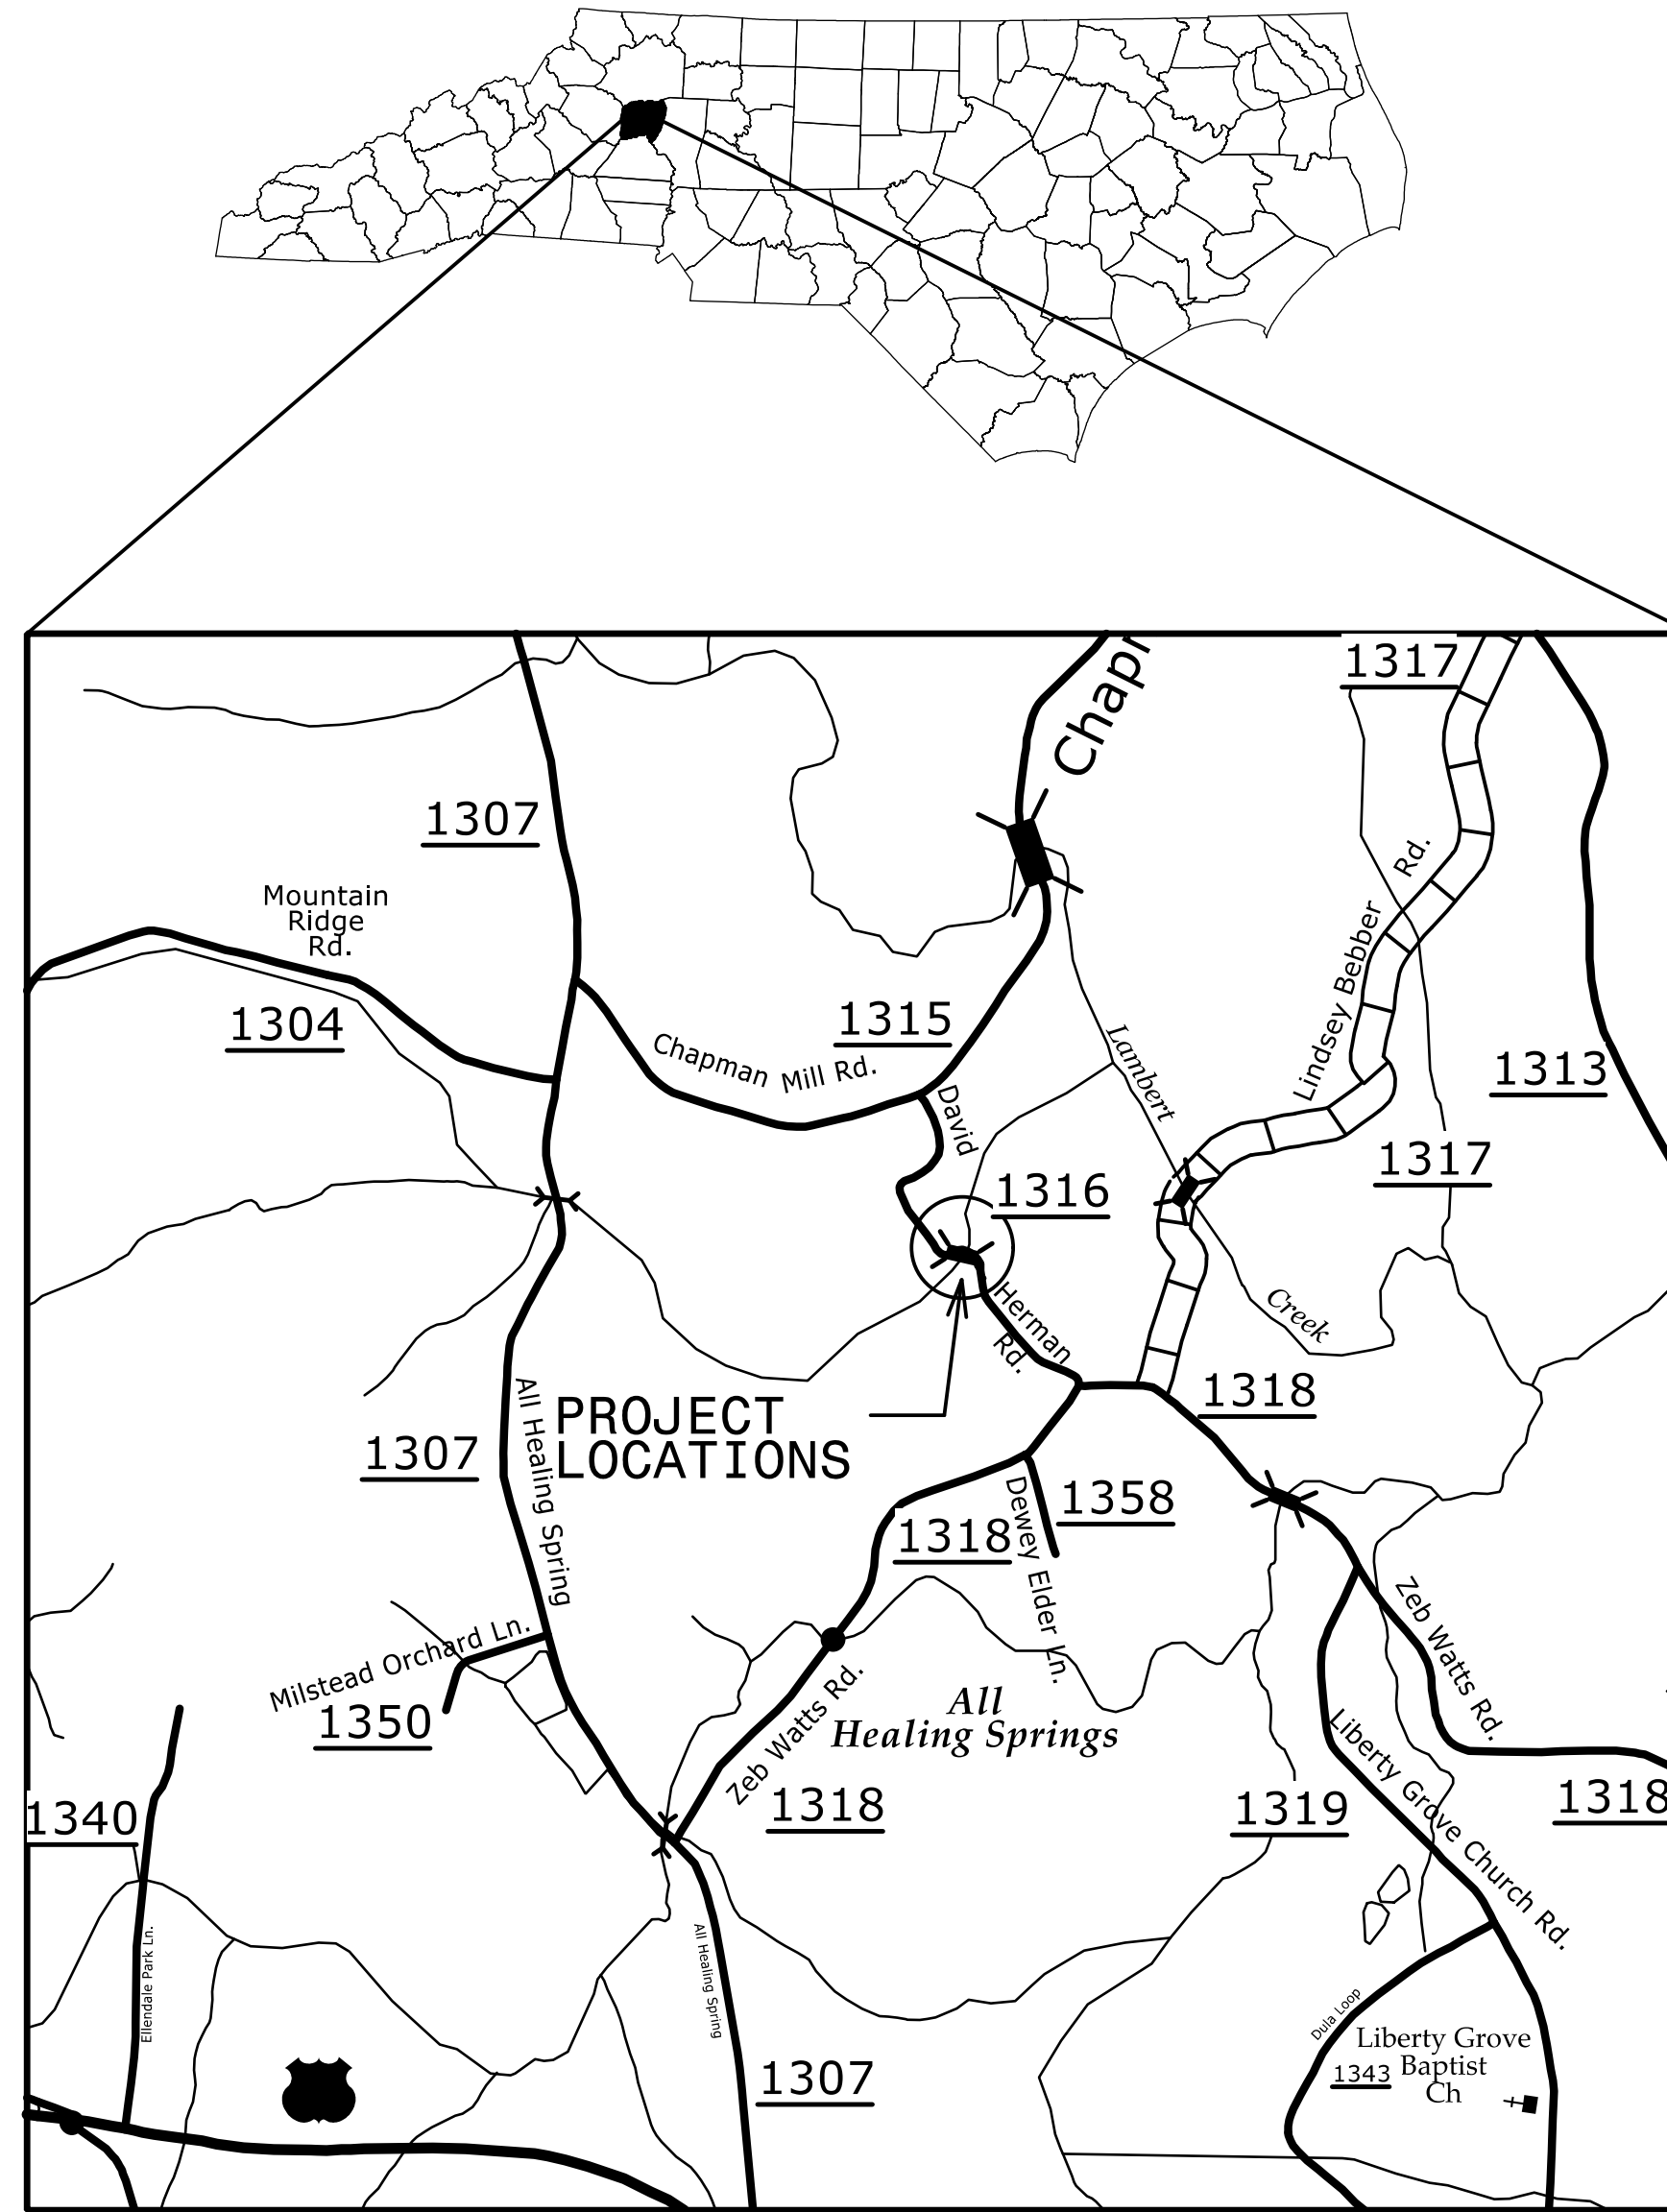 Chapr
1317
1307
Mountain
Ridge
Rd.
1304
1315
Chapman Mill Rd.
Lindsey Bebber Rd.
Lambert
1313
David
1317
1316
Herman
Rd.
Creek
1318
PROJECT
LOCATIONS
All Healing Spring
1307
1358
1318
Dewey Elder Ln.
Zeb Watts Rd.
Milstead Orchard Ln.
1350
Zeb Watts Rd.
All
Healing Springs
Liberty Grove Church Rd.
1340
1318
1319
1318
Ellendale Park Ln.
All Healing Spring
Dula Loop
Liberty Grove
Baptist
Ch
1343
1307